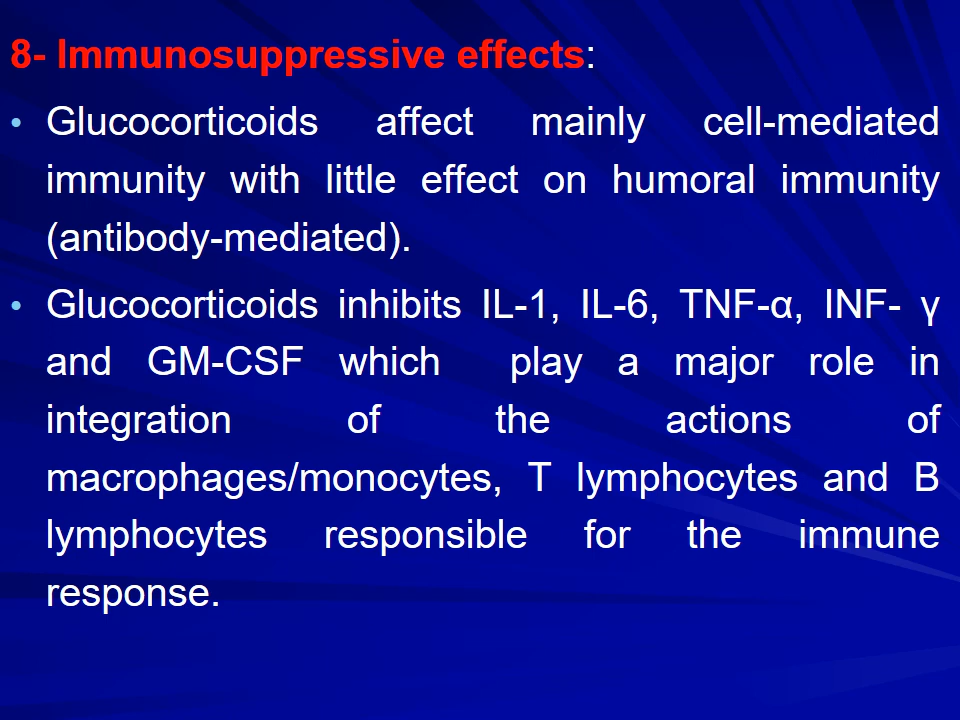 8- Immunosuppressive effects:
• Glucocorticoids affect mainly cell-mediated
immunity with little effect on humoral immunity
(antibody-mediated).
• Glucocorticoids inhibits IL-1, IL-6, TNF-α, INF- γ
and GM-CSF which play a major role in
integration of the actions of
macrophages/monocytes, T lymphocytes and B
lymphocytes responsible for the immune
response.